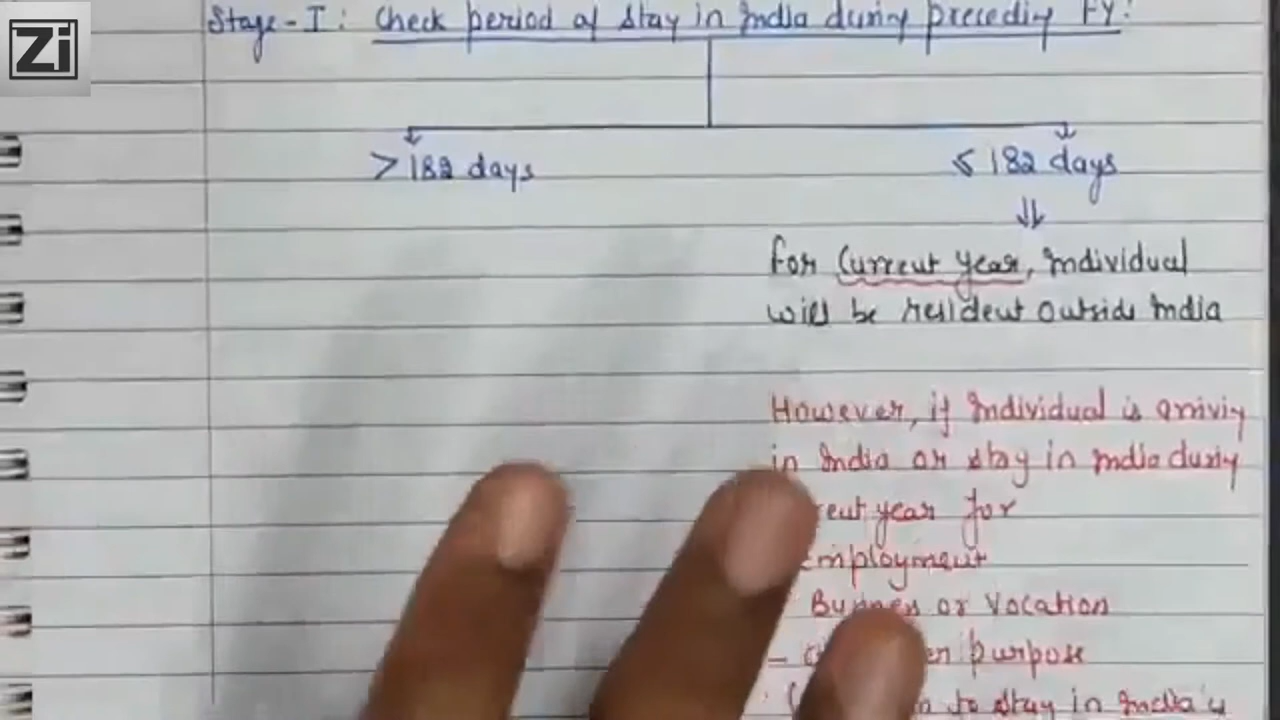 Zi
Stage-I: Check period of stay in India during preceding FY:
> 182 days
≤ 182 days
for Current year, individual
will be resident outside India
However, if individual is arriving
in India or stay in India during
year for
employment
Business or Vocation
- purpose
to stay in India is